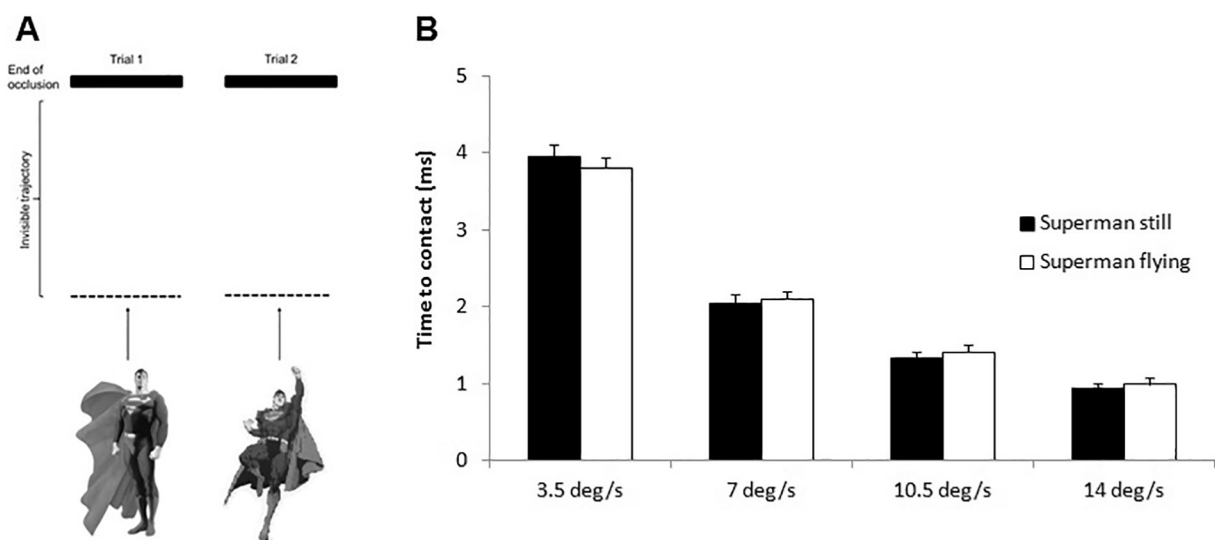 A
Trial 1
Trial 2
End of
occlusion
Invisible trajectory
B
Time to contact (ms)
5
4
3
2
1
0
3.5 deg/s
7 deg/s
10.5 deg/s
14 deg/s
Superman still
Superman flying